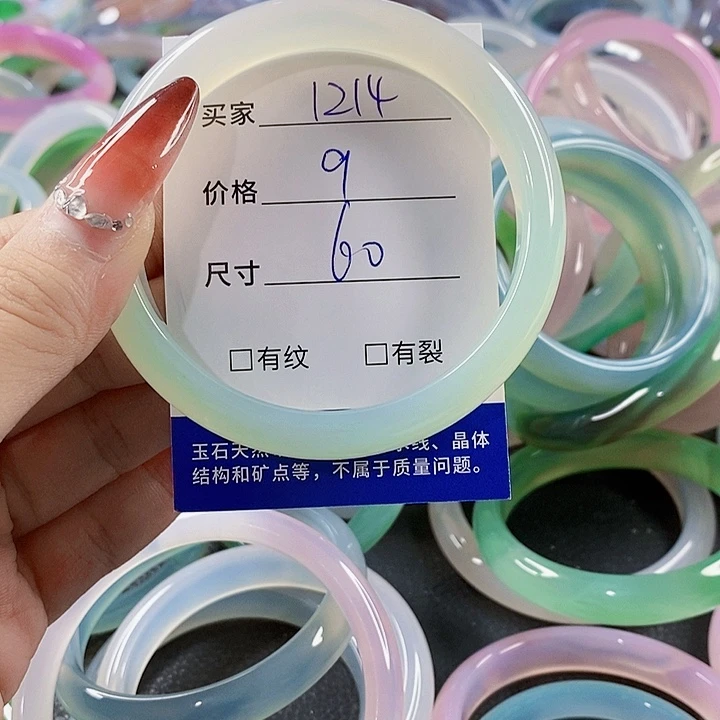 买家 1214
价格 9
尺寸 60
□有纹 □有裂
玉石天 线、晶体
结构和矿点等，不属于质量问题。